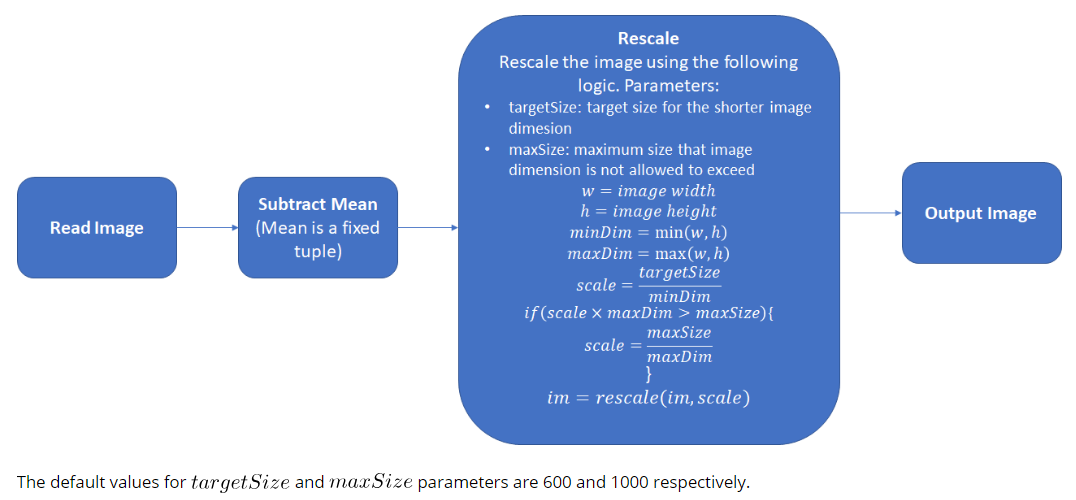 Read Image
Subtract Mean
(Mean is a fixed
tuple)
Rescale
Rescale the image using the following
logic. Parameters:
• targetSize: target size for the shorter image
dimesion
• maxSize: maximum size that image
dimension is not allowed to exceed
w = image width
h = image height
minDim = min(w, h)
maxDim = max(w, h)
scale = targetSize / minDim
if(scale × maxDim > maxSize){
scale = maxSize / maxDim
}
im = rescale(im, scale)
Output Image
The default values for targetSize and maxSize parameters are 600 and 1000 respectively.